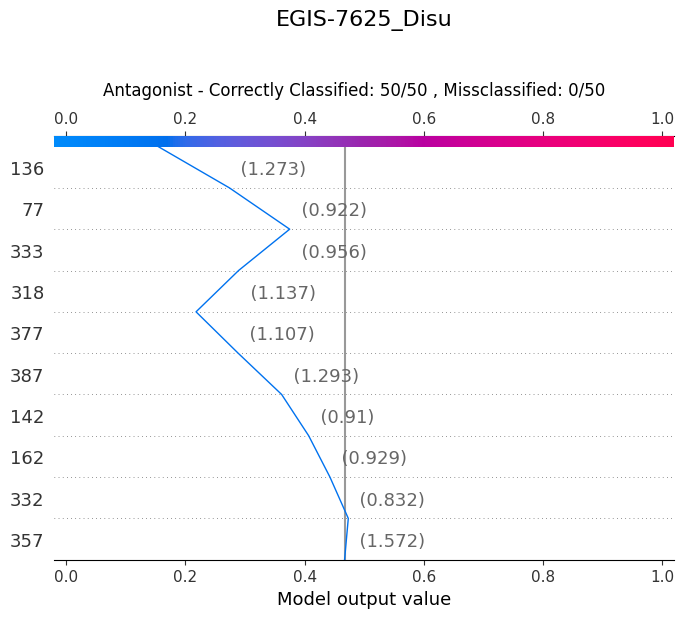 EGIS-7625_Disu
Antagonist - Correctly Classified: 50/50 , Missclassified: 0/50
0.0 0.2 0.4 0.6 0.8 1.0
136 (1.273)
77 (0.922)
333 (0.956)
318 (1.137)
377 (1.107)
387 (1.293)
142 (0.91)
162 (0.929)
332 (0.832)
357 (1.572)
0.0 0.2 0.4 0.6 0.8 1.0
Model output value